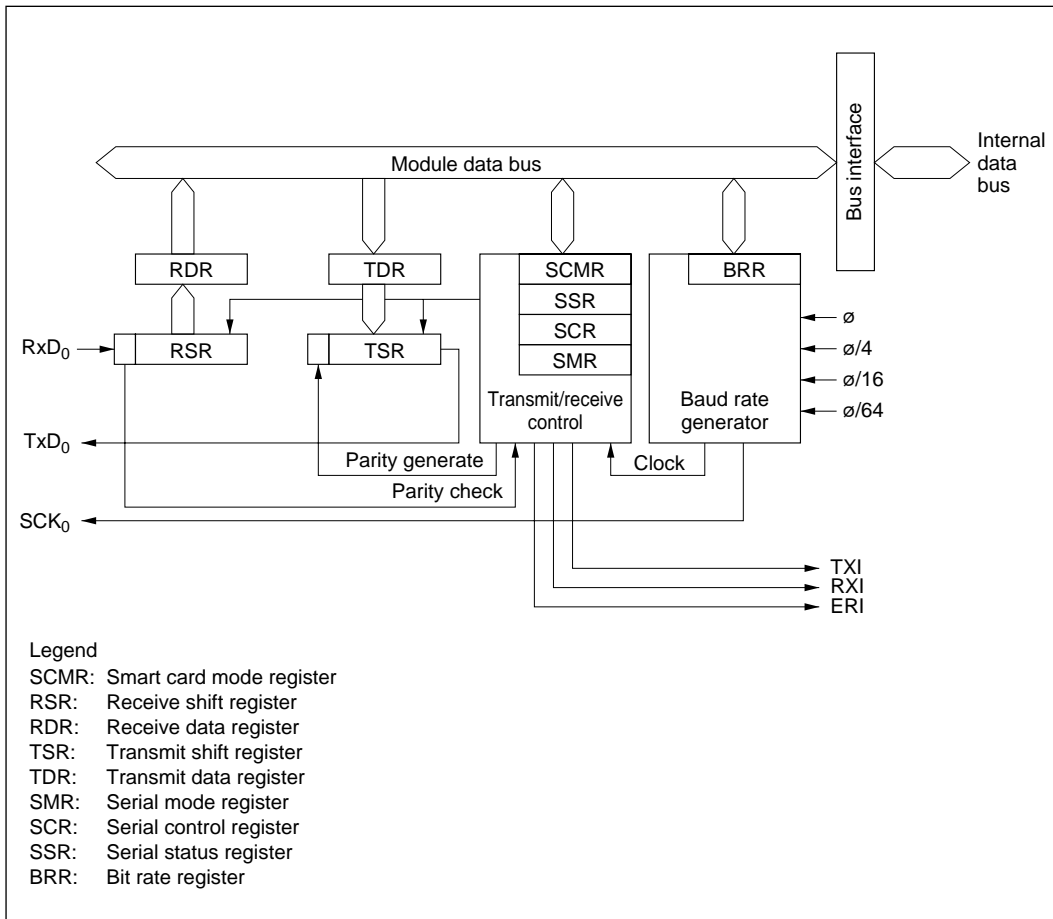 Internal
data
bus
Bus interface
Module data bus
RDR
TDR
SCMR
BRR
SSR
ø
RxD₀
RSR
TSR
SCR
ø/4
SMR
ø/16
Transmit/receive
control
Baud rate
generator
ø/64
TxD₀
Parity generate
Clock
Parity check
SCK₀
TXI
RXI
ERI
Legend
SCMR: Smart card mode register
RSR: Receive shift register
RDR: Receive data register
TSR: Transmit shift register
TDR: Transmit data register
SMR: Serial mode register
SCR: Serial control register
SSR: Serial status register
BRR: Bit rate register